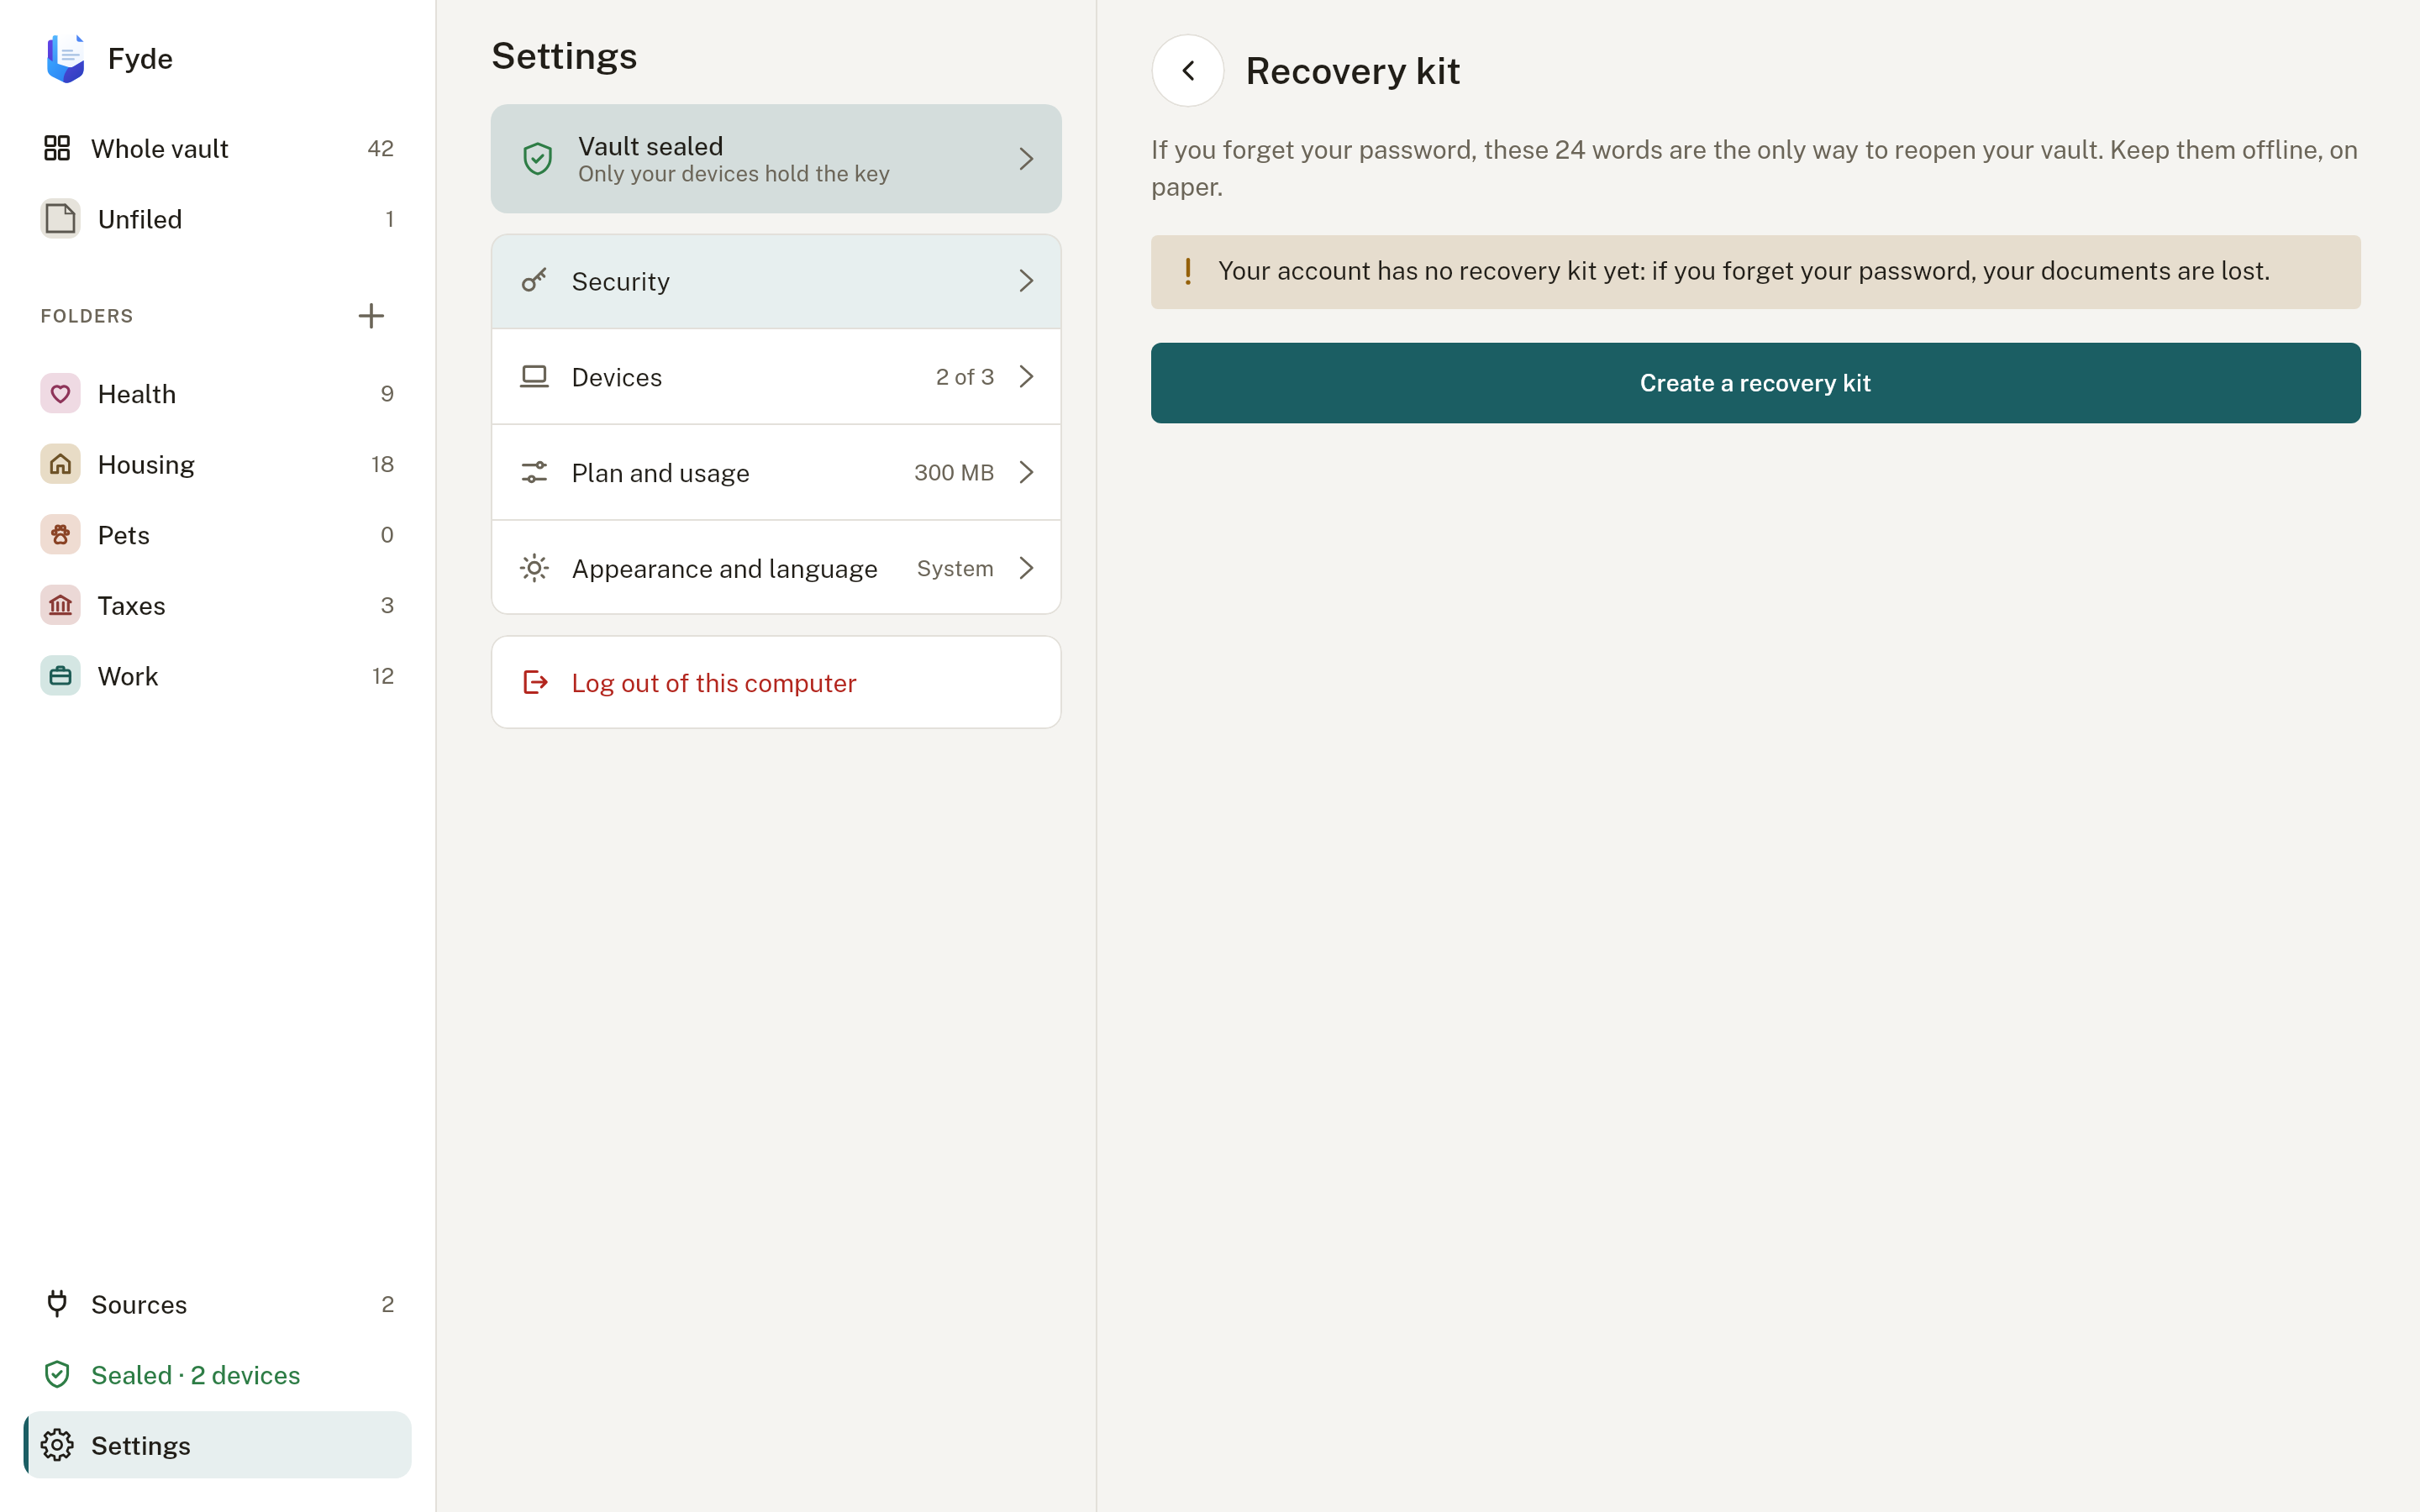 Fyde
Whole vault 42
Unfiled 1
FOLDERS
Health 9
Housing 18
Pets 0
Taxes 3
Work 12
Sources 2
Sealed · 2 devices
Settings
Settings
Vault sealed
Only your devices hold the key
Security
Devices 2 of 3
Plan and usage 300 MB
Appearance and language System
Log out of this computer
Recovery kit
If you forget your password, these 24 words are the only way to reopen your vault. Keep them offline, on
paper.
Your account has no recovery kit yet: if you forget your password, your documents are lost.
Create a recovery kit